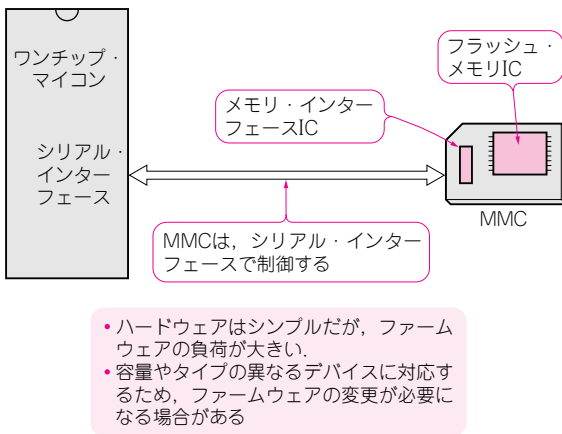 ワンチップ・
マイコン
シリアル・
インター
フェース
フラッシュ・
メモリIC
メモリ・インター
フェースIC
MMC
MMCは，シリアル・インター
フェースで制御する
• ハードウェアはシンプルだが，ファーム
ウェアの負荷が大きい．
• 容量やタイプの異なるデバイスに対応す
るため，ファームウェアの変更が必要に
なる場合がある